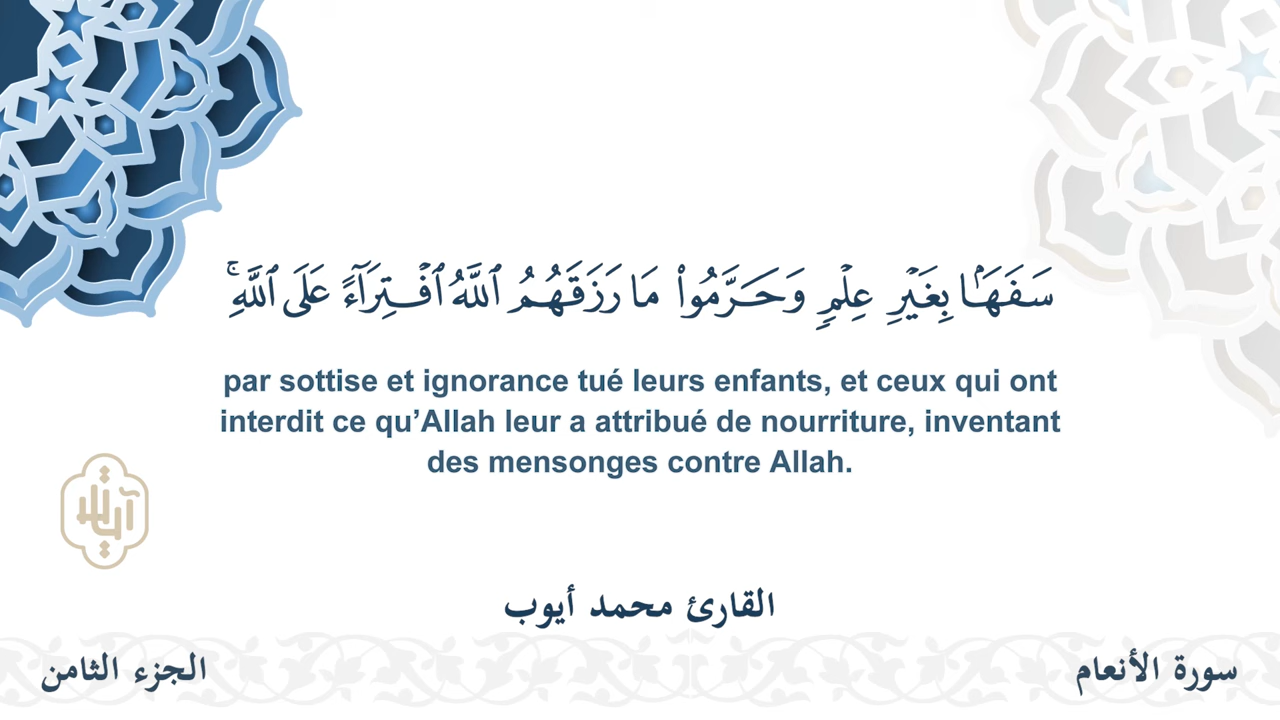 سَفَهَۢا بِغَيۡرِ عِلۡمٖ وَحَرَّمُواْ مَا رَزَقَهُمُ ٱللَّهُ ٱفۡتِرَآءً عَلَى ٱللَّهِۚ
par sottise et ignorance tué leurs enfants, et ceux qui ont
interdit ce qu’Allah leur a attribué de nourriture, inventant
des mensonges contre Allah.
القارئ محمد أيوب
سورة الأنعام
الجزء الثامن